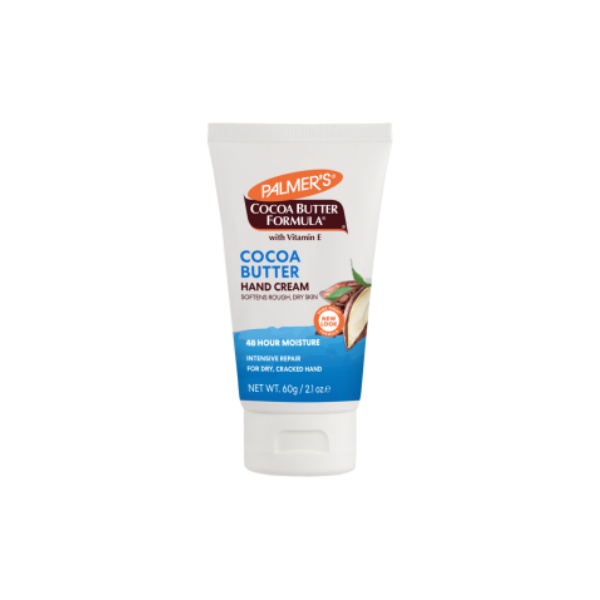 PALMER'S®
COCOA BUTTER
FORMULA®
with Vitamin E
COCOA
BUTTER
HAND CREAM
SOFTENS ROUGH, DRY SKIN
NEW
LOOK
48 HOUR MOISTURE
INTENSIVE REPAIR
FOR DRY, CRACKED HAND
NET WT. 60g / 2.1 oz e